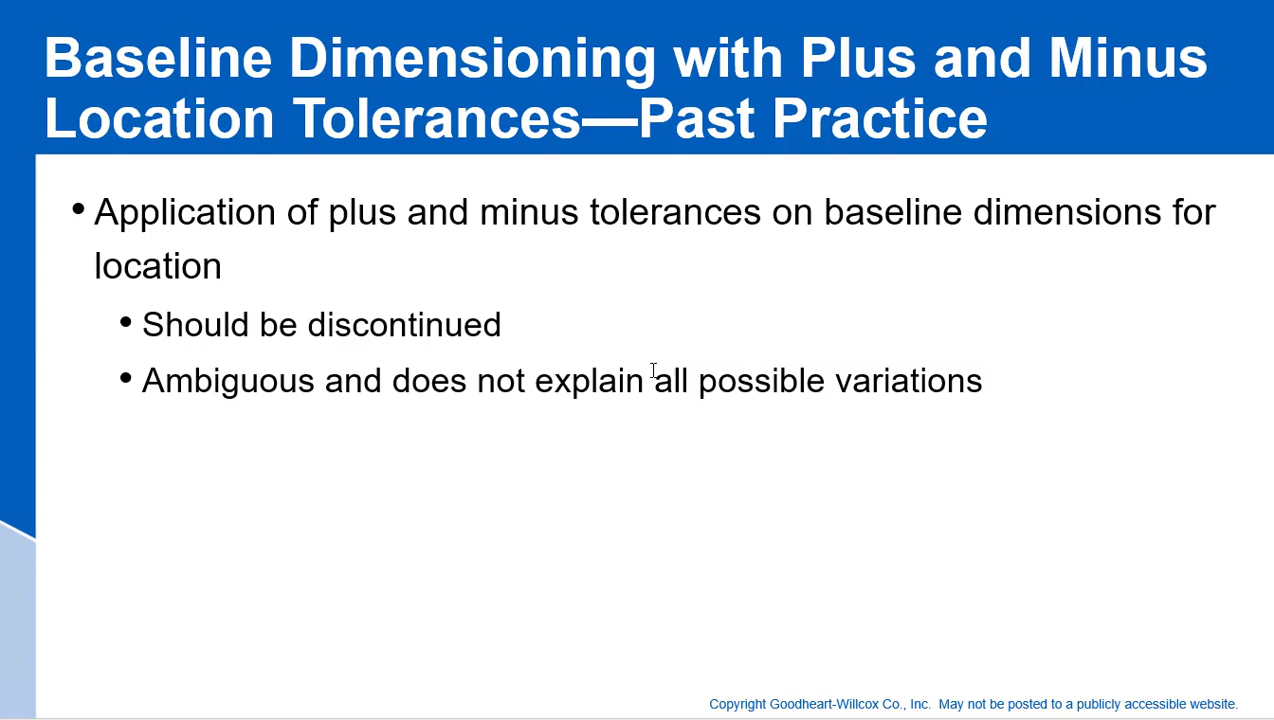 Baseline Dimensioning with Plus and Minus
Location Tolerances—Past Practice
• Application of plus and minus tolerances on baseline dimensions for
location
• Should be discontinued
• Ambiguous and does not explain all possible variations
Copyright Goodheart-Willcox Co., Inc.  May not be posted to a publicly accessible website.